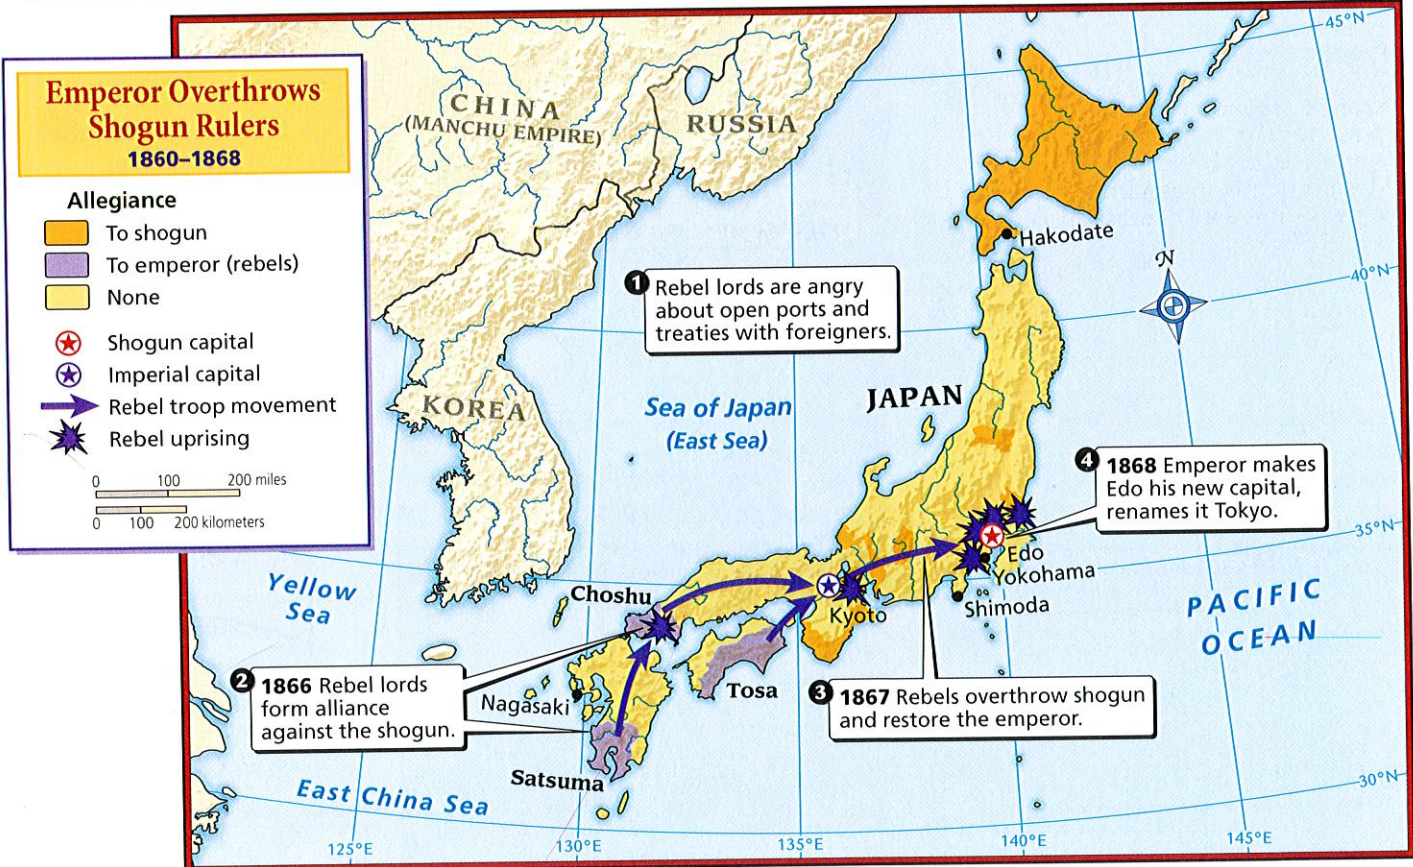 Emperor Overthrows
Shogun Rulers
1860–1868
Allegiance
To shogun
To emperor (rebels)
None
Shogun capital
Imperial capital
Rebel troop movement
Rebel uprising
0 100 200 miles
0 100 200 kilometers
CHINA
(MANCHU EMPIRE)
RUSSIA
KOREA
JAPAN
Sea of Japan
(East Sea)
Yellow
Sea
East China Sea
PACIFIC
OCEAN
N
Hakodate
1 Rebel lords are angry
about open ports and
treaties with foreigners.
2 1866 Rebel lords
form alliance
against the shogun.
3 1867 Rebels overthrow shogun
and restore the emperor.
4 1868 Emperor makes
Edo his new capital,
renames it Tokyo.
Edo
Yokohama
Shimoda
Kyoto
Choshu
Tosa
Nagasaki
Satsuma
45°N
40°N
35°N
30°N
125°E
130°E
135°E
140°E
145°E